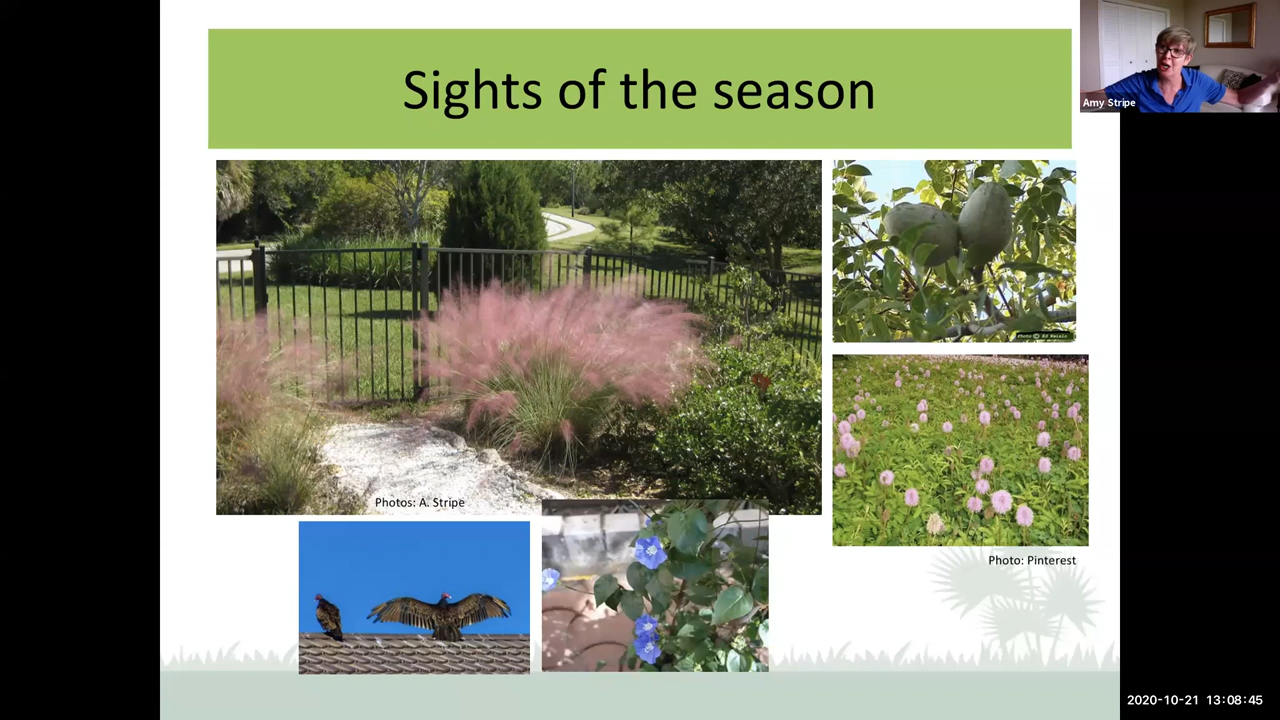 Sights of the season
Amy Stripe
Photos: A. Stripe
Photo: Pinterest
2020-10-21 13:08:45